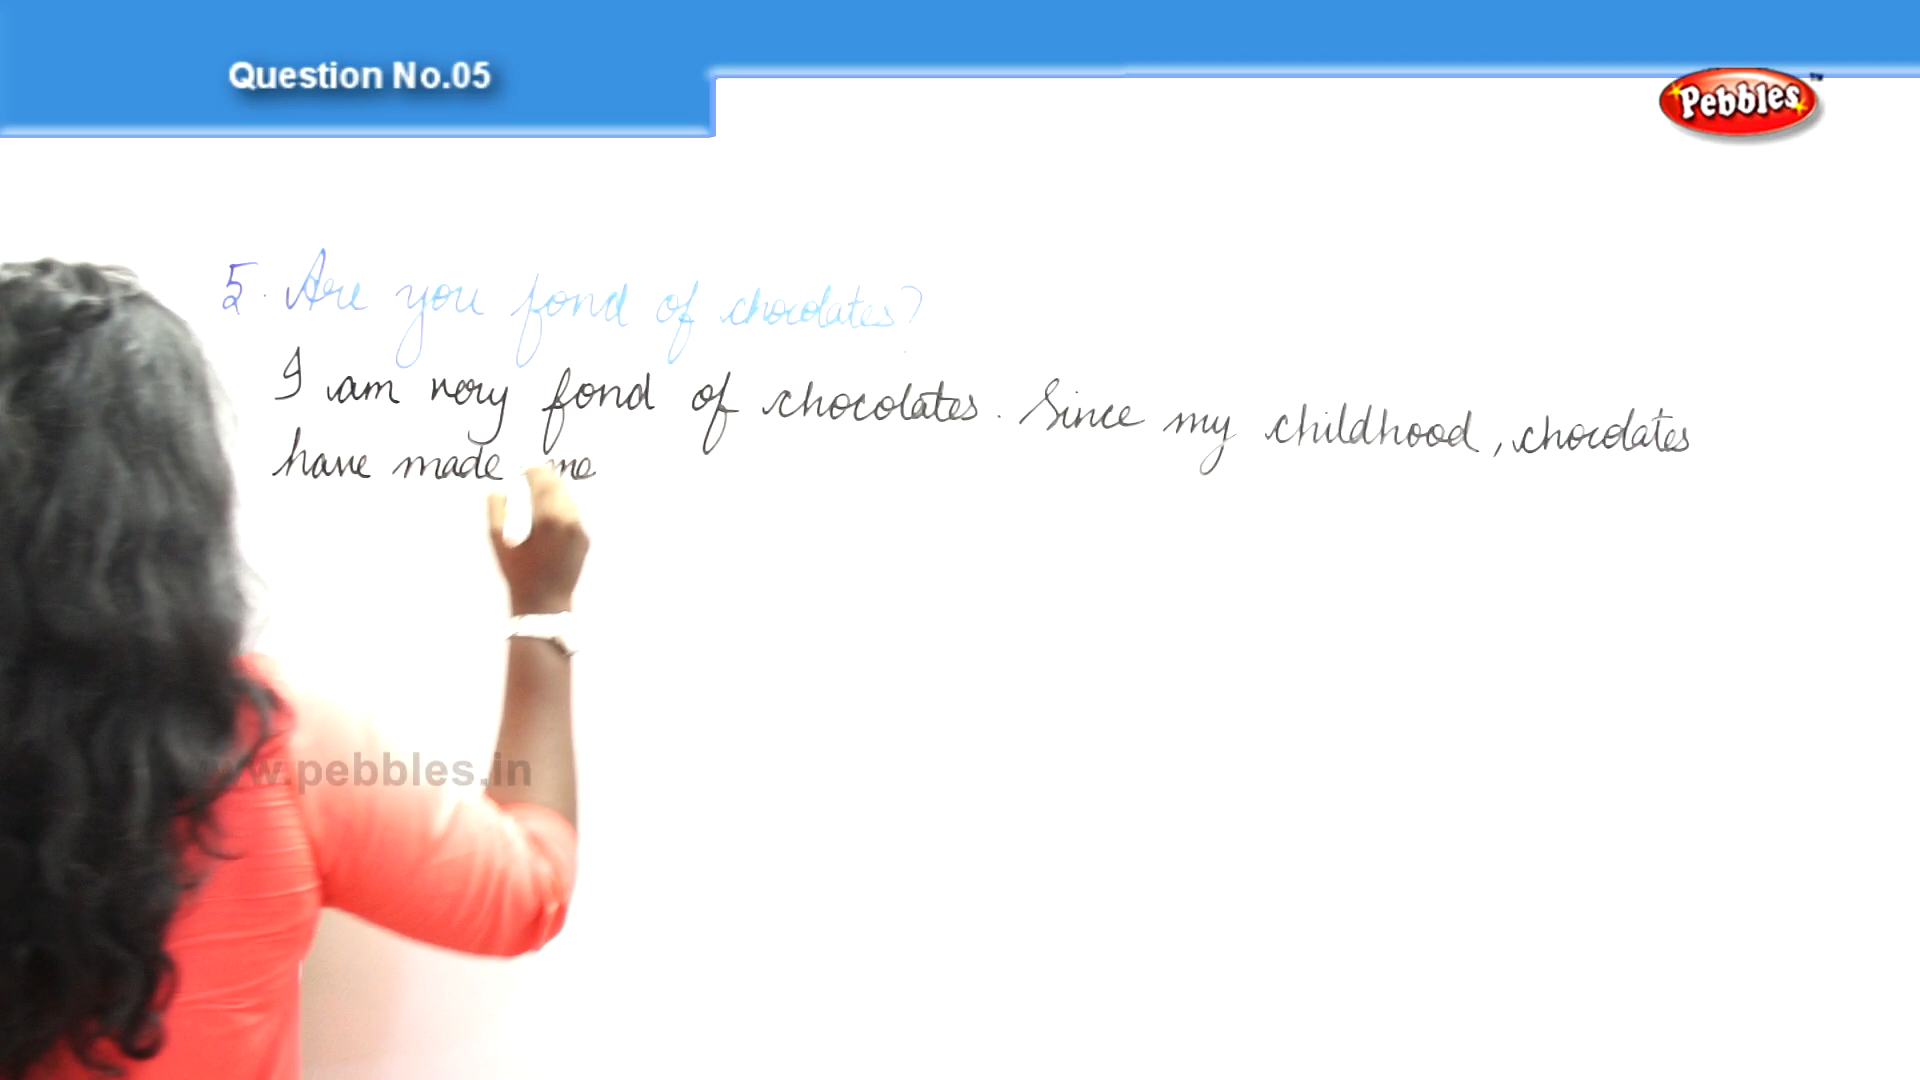 Question No.05
Pebbles
5. Are you fond of chocolates?
I am very fond of chocolates. Since my childhood, chocolates
have made me
www.pebbles.in